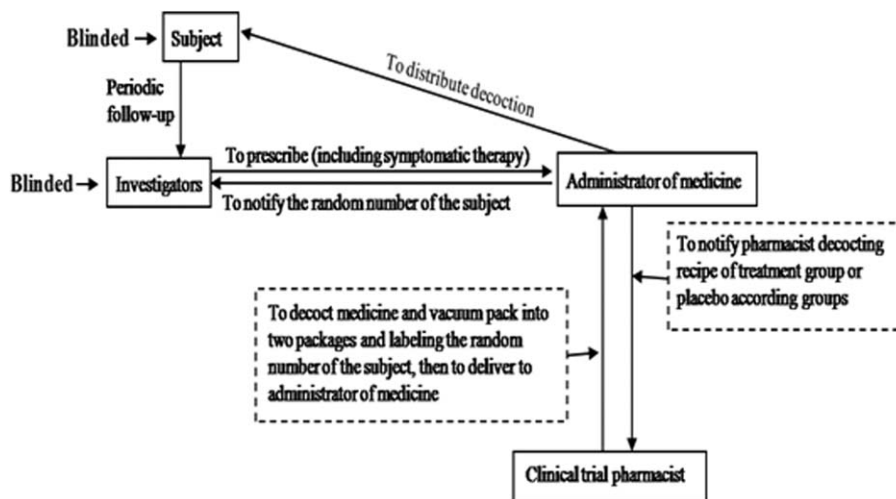 Blinded
Subject
To distribute decoction
Periodic
follow-up
To prescribe (including symptomatic therapy)
Blinded
Investigators
Administrator of medicine
To notify the random number of the subject
To notify pharmacist decocting
recipe of treatment group or
placebo according groups
To decoct medicine and vacuum pack into
two packages and labeling the random
number of the subject, then to deliver to
administrator of medicine
Clinical trial pharmacist